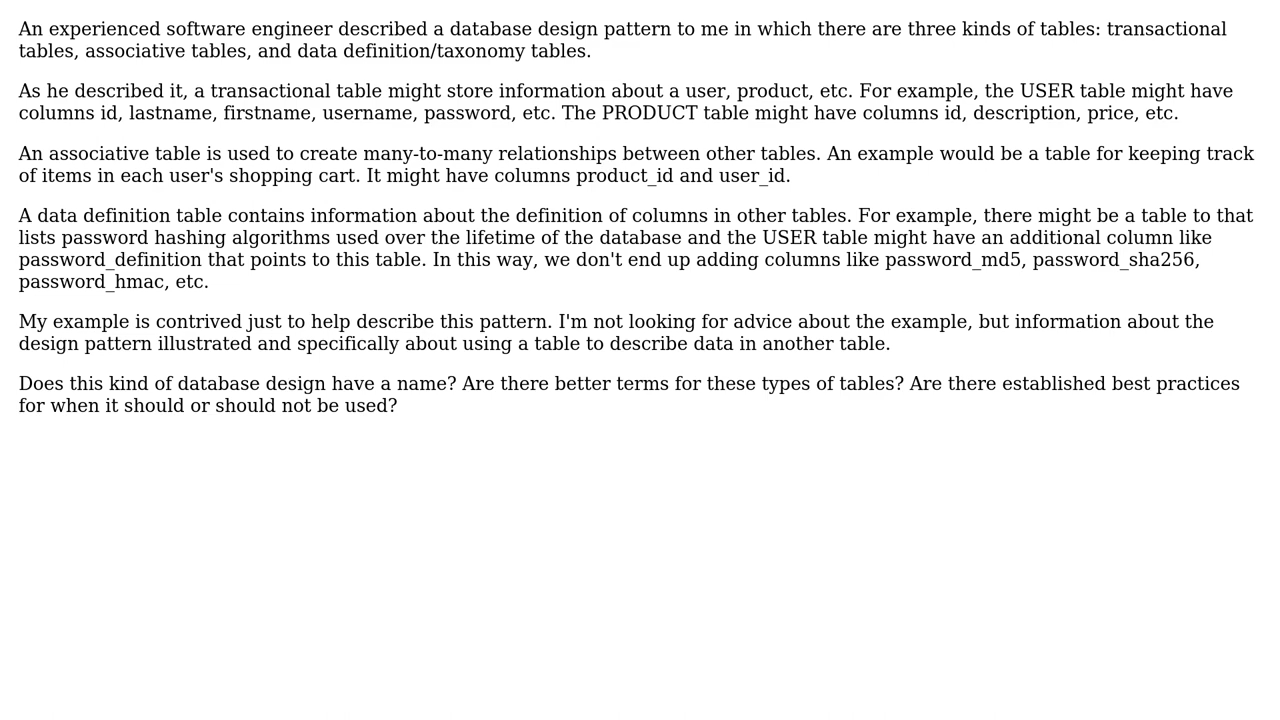 An experienced software engineer described a database design pattern to me in which there are three kinds of tables: transactional
tables, associative tables, and data definition/taxonomy tables.
As he described it, a transactional table might store information about a user, product, etc. For example, the USER table might have
columns id, lastname, firstname, username, password, etc. The PRODUCT table might have columns id, description, price, etc.
An associative table is used to create many-to-many relationships between other tables. An example would be a table for keeping track
of items in each user's shopping cart. It might have columns product_id and user_id.
A data definition table contains information about the definition of columns in other tables. For example, there might be a table to that
lists password hashing algorithms used over the lifetime of the database and the USER table might have an additional column like
password_definition that points to this table. In this way, we don't end up adding columns like password_md5, password_sha256,
password_hmac, etc.
My example is contrived just to help describe this pattern. I'm not looking for advice about the example, but information about the
design pattern illustrated and specifically about using a table to describe data in another table.
Does this kind of database design have a name? Are there better terms for these types of tables? Are there established best practices
for when it should or should not be used?